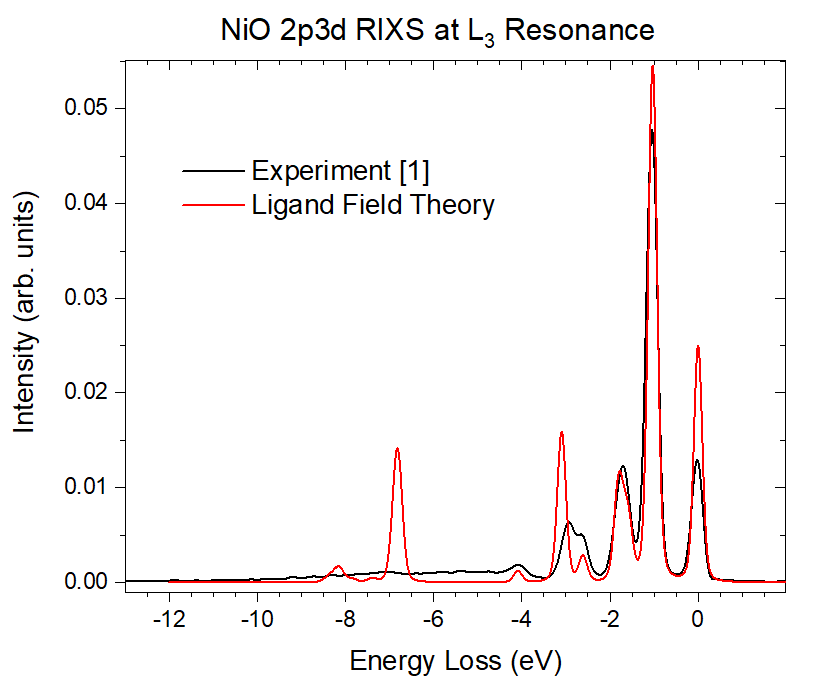 NiO 2p3d RIXS at L3 Resonance
0.05
Experiment [1]
Ligand Field Theory
0.04
0.03
0.02
0.01
0.00
Intensity (arb. units)
-12 -10 -8 -6 -4 -2 0
Energy Loss (eV)